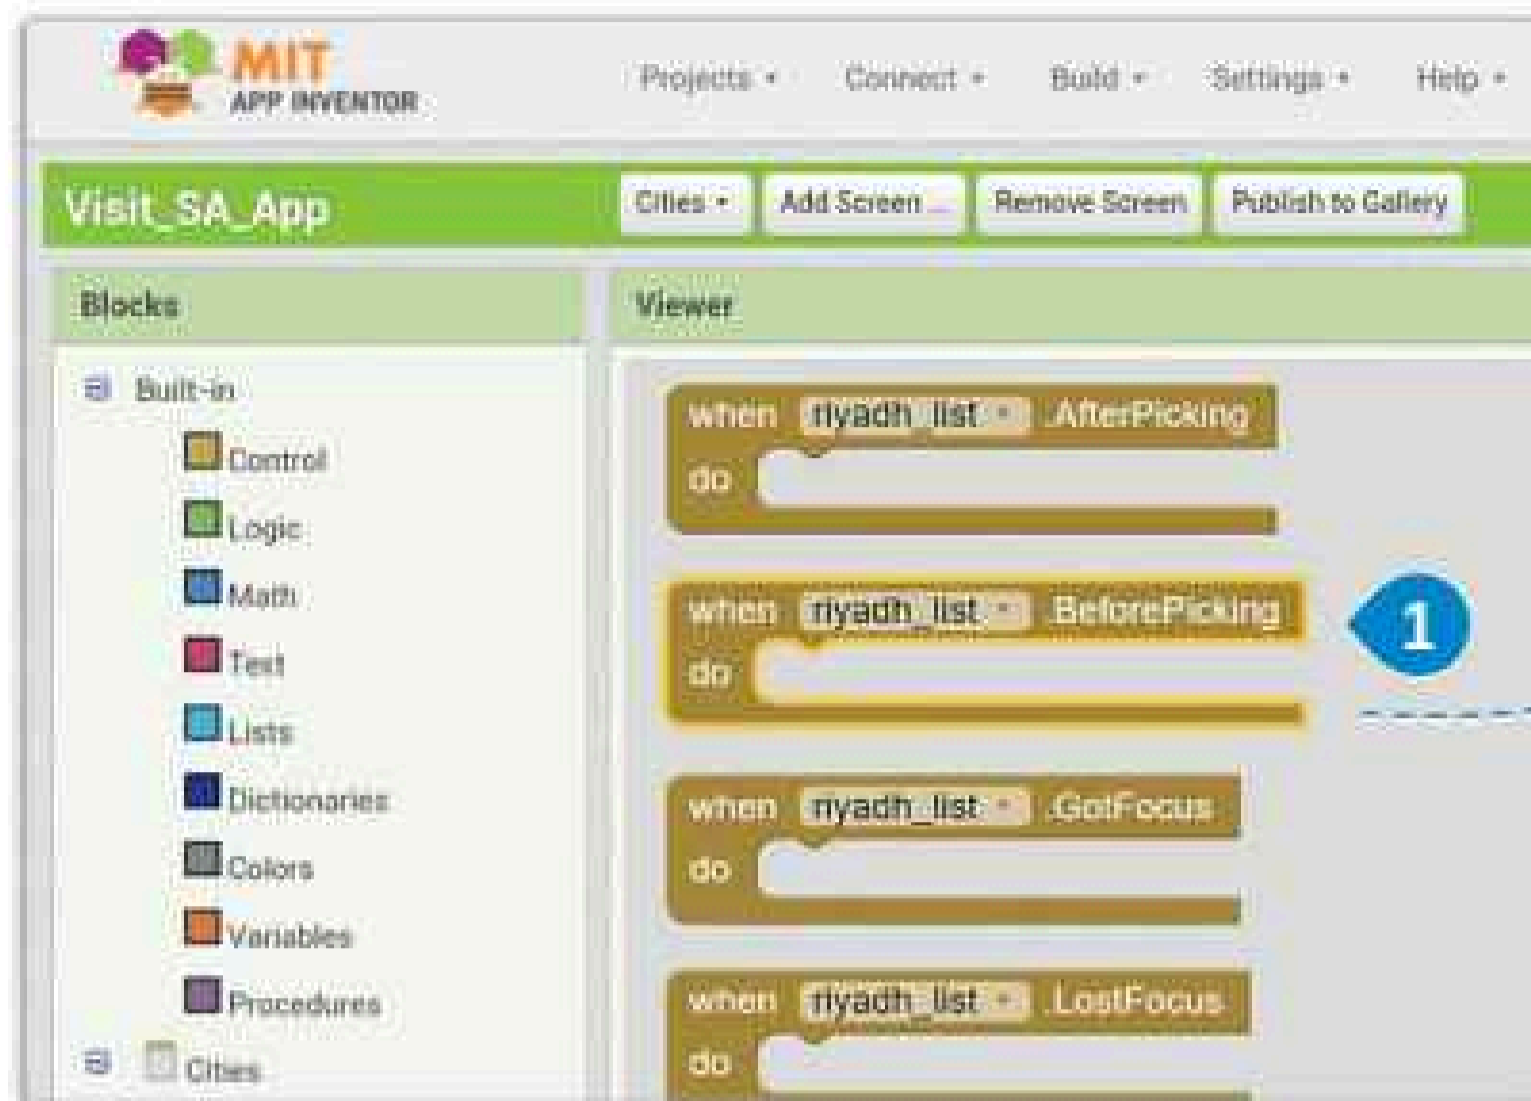 MIT
APP INVENTOR
Projects Connect Build Settings Help
Visit_SA_App
Cities Add Screen ... Remove Screen Publish to Gallery
Blocks
Viewer
Built-in
Control
Logic
Math
Text
Lists
Dictionaries
Colors
Variables
Procedures
Cities
when riyadh_list .AfterPicking
do
when riyadh_list .BeforePicking
do
1
when riyadh_list .GotFocus
do
when riyadh_list .LostFocus
do